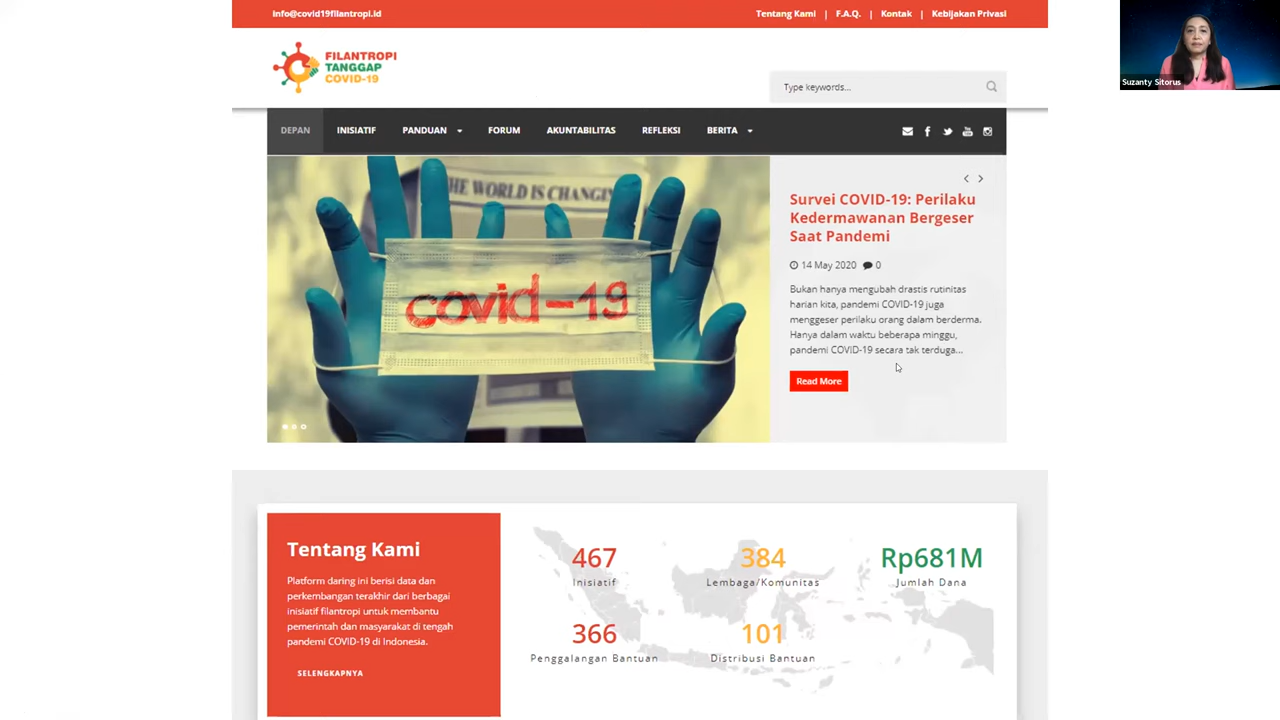 info@covid19filantropi.id
Tentang Kami | F.A.Q. | Kontak | Kebijakan Privasi
Suzanty Sitorus
FILANTROPI
TANGGAP
COVID-19
Type keywords...
DEPAN INISIATIF PANDUAN FORUM AKUNTABILITAS REFLEKSI BERITA
THE WORLD IS CHANGING
covid-19
Survei COVID-19: Perilaku
Kedermawanan Bergeser
Saat Pandemi
14 May 2020 0
Bukan hanya mengubah drastis rutinitas
harian kita, pandemi COVID-19 juga
menggeser perilaku orang dalam berderma.
Hanya dalam waktu beberapa minggu,
pandemi COVID-19 secara tak terduga...
Read More
Tentang Kami
Platform daring ini berisi data dan
perkembangan terakhir dari berbagai
inisiatif filantropi untuk membantu
pemerintah dan masyarakat di tengah
pandemi COVID-19 di Indonesia.
SELENGKAPNYA
467
Inisiatif
384
Lembaga/Komunitas
Rp681M
Jumlah Dana
366
Penggalangan Bantuan
101
Distribusi Bantuan